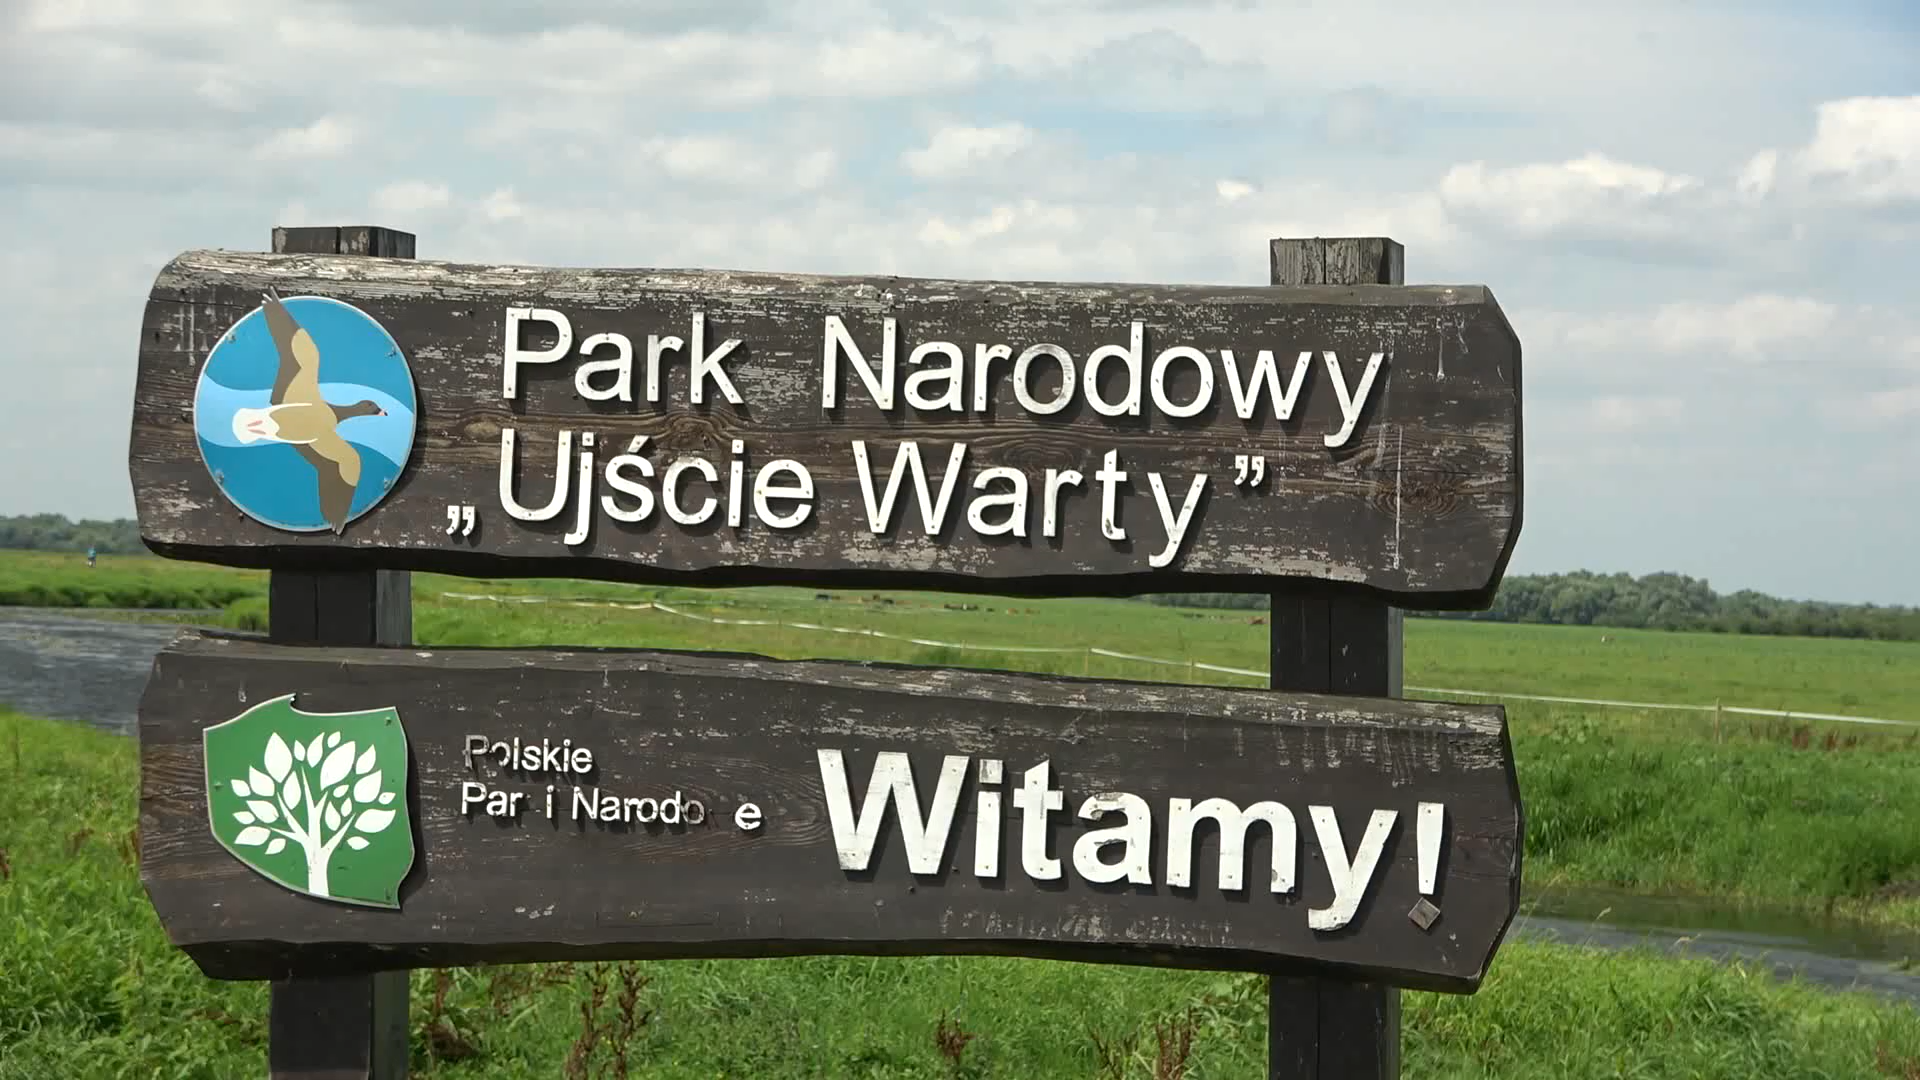 Park Narodowy
„Ujście Warty”
Polskie
Par i Narodo e
Witamy!